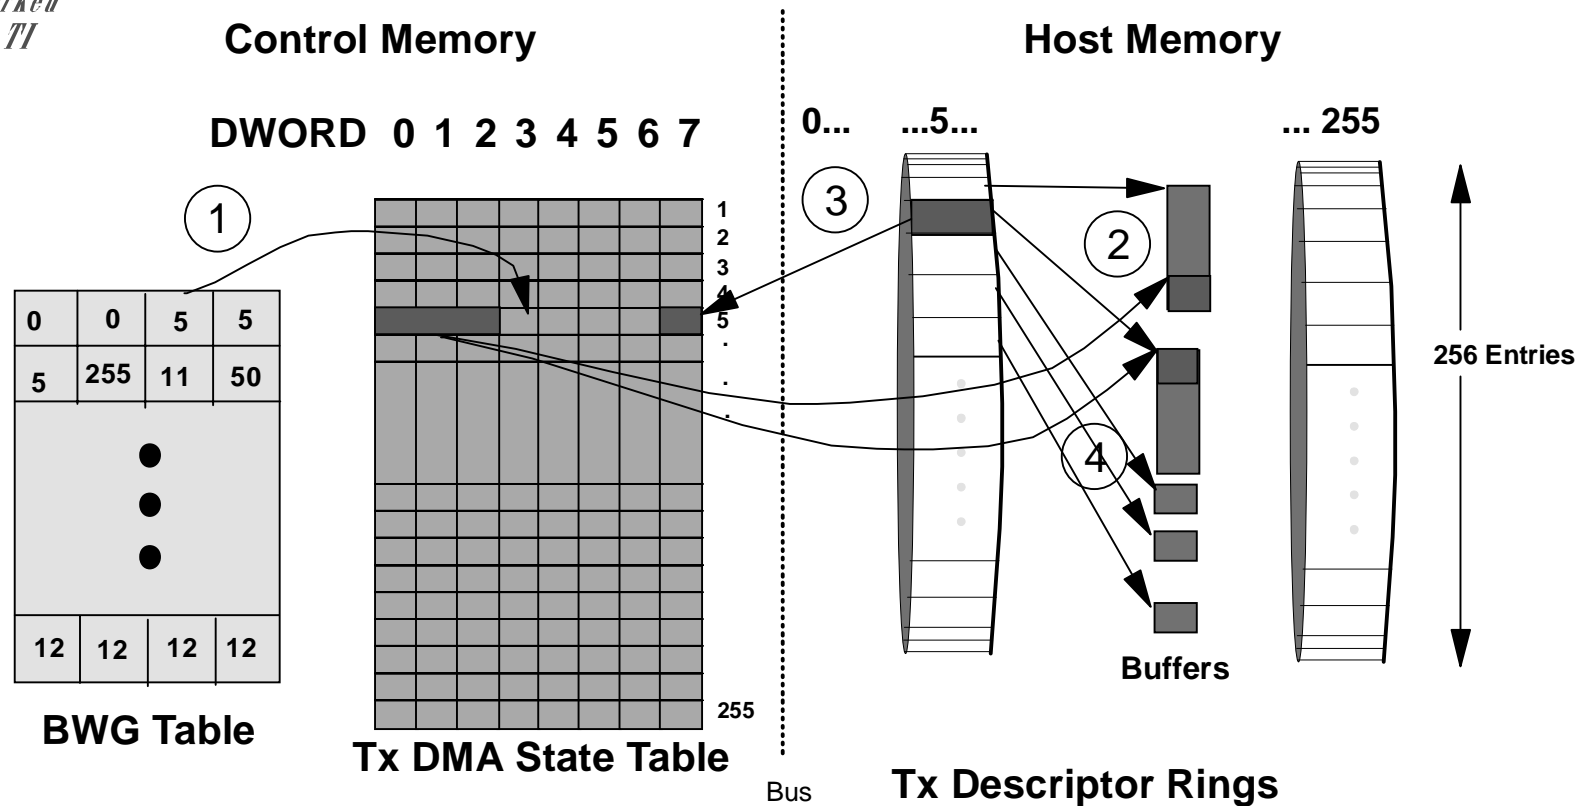 TI
Control Memory
Host Memory
DWORD 0 1 2 3 4 5 6 7
0... ...5... ... 255
1
2
3
4
5
.
.
.
255
1
2
3
4
0 0 5 5
5 255 11 50
12 12 12 12
BWG Table
Tx DMA State Table
Bus
Buffers
256 Entries
Tx Descriptor Rings